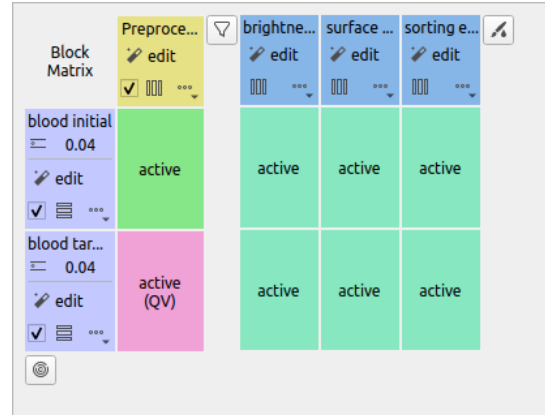 Block
Matrix
Preproce...
edit
brightne...
edit
surface ...
edit
sorting e...
edit
blood initial
0.04
edit
active
active
active
active
blood tar...
0.04
edit
active
(QV)
active
active
active